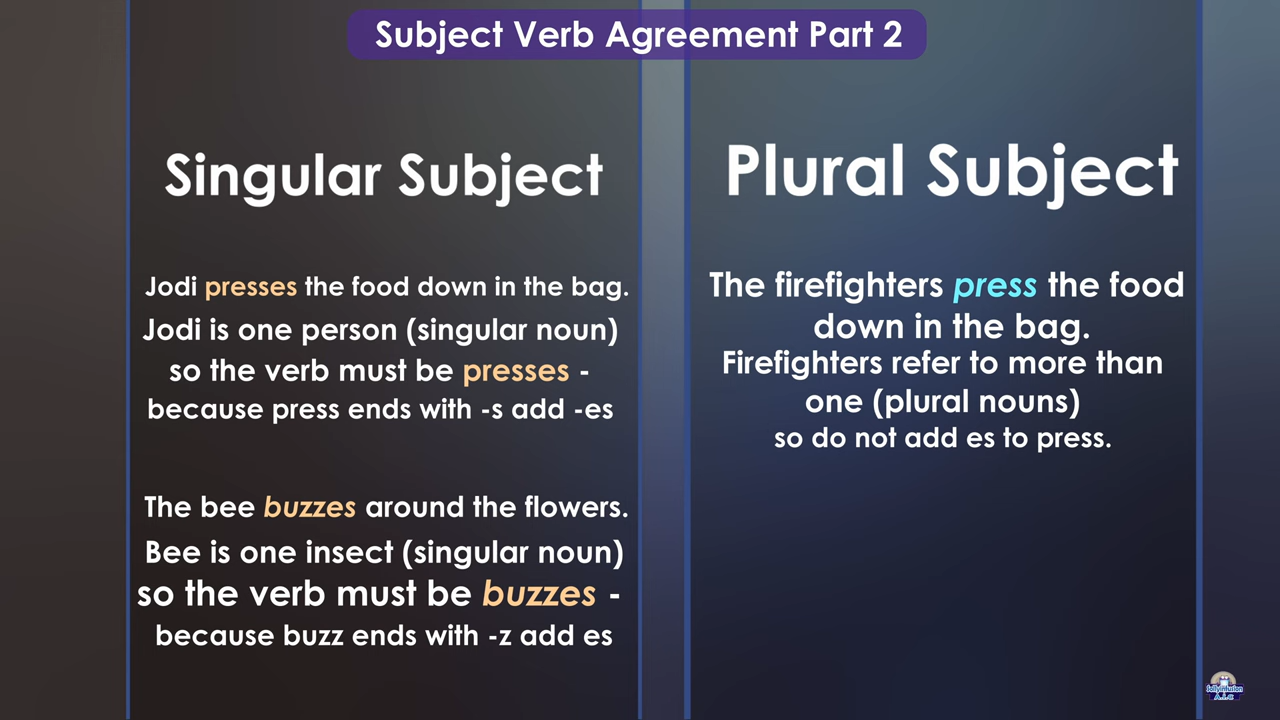 Subject Verb Agreement Part 2
Singular Subject
Jodi presses the food down in the bag.
Jodi is one person (singular noun)
so the verb must be presses -
because press ends with -s add -es
The bee buzzes around the flowers.
Bee is one insect (singular noun)
so the verb must be buzzes -
because buzz ends with -z add es
Plural Subject
The firefighters press the food
down in the bag.
Firefighters refer to more than
one (plural nouns)
so do not add es to press.